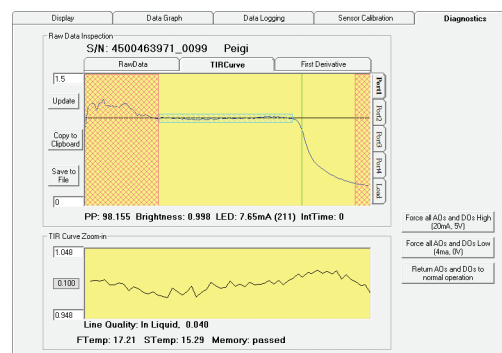 Display Data Graph Data Logging Sensor Calibration Diagnostics
Raw Data Inspection
S/N: 4500463971_0099 Peigi
RawData TIRCurve First Derivative
1.5
Update
Copy to
Clipboard
Save to
File
0
Port1
Port2
Port3
Port4
Load
PP: 98.155 Brightness: 0.998 LED: 7.65mA (211) IntTime: 0
Force all AOs and DOs High
(20mA, 5V)
Force all AOs and DOs Low
(4ma, 0V)
Return AOs and DOs to
normal operation
TIR Curve Zoom-in
1.048
0.100
0.948
Line Quality: In Liquid, 0.040
FTemp: 17.21 STemp: 15.29 Memory: passed